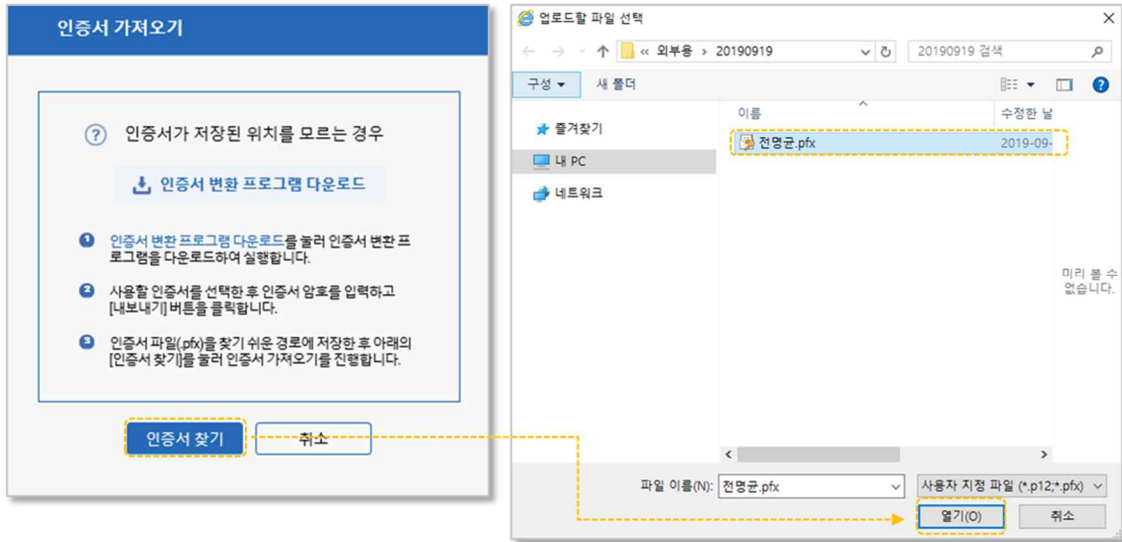 인증서 가져오기
인증서가 저장된 위치를 모르는 경우
인증서 변환 프로그램 다운로드
1 인증서 변환 프로그램 다운로드를 눌러 인증서 변환 프
로그램을 다운로드하여 실행합니다.
2 사용할 인증서를 선택한 후 인증서 암호를 입력하고
[내보내기] 버튼을 클릭합니다.
3 인증서 파일(.pfx)을 찾기 쉬운 경로에 저장한 후 아래의
[인증서 찾기]를 눌러 인증서 가져오기를 진행합니다.
인증서 찾기
취소
업로드할 파일 선택
« 외부용 › 20190919
20190919 검색
구성
새 폴더
이름
수정한 날
즐겨찾기
내 PC
네트워크
전명균.pfx
2019-09-
미리 볼 수
없습니다.
파일 이름(N): 전명균.pfx
사용자 지정 파일 (*.p12;*.pfx)
열기(O)
취소